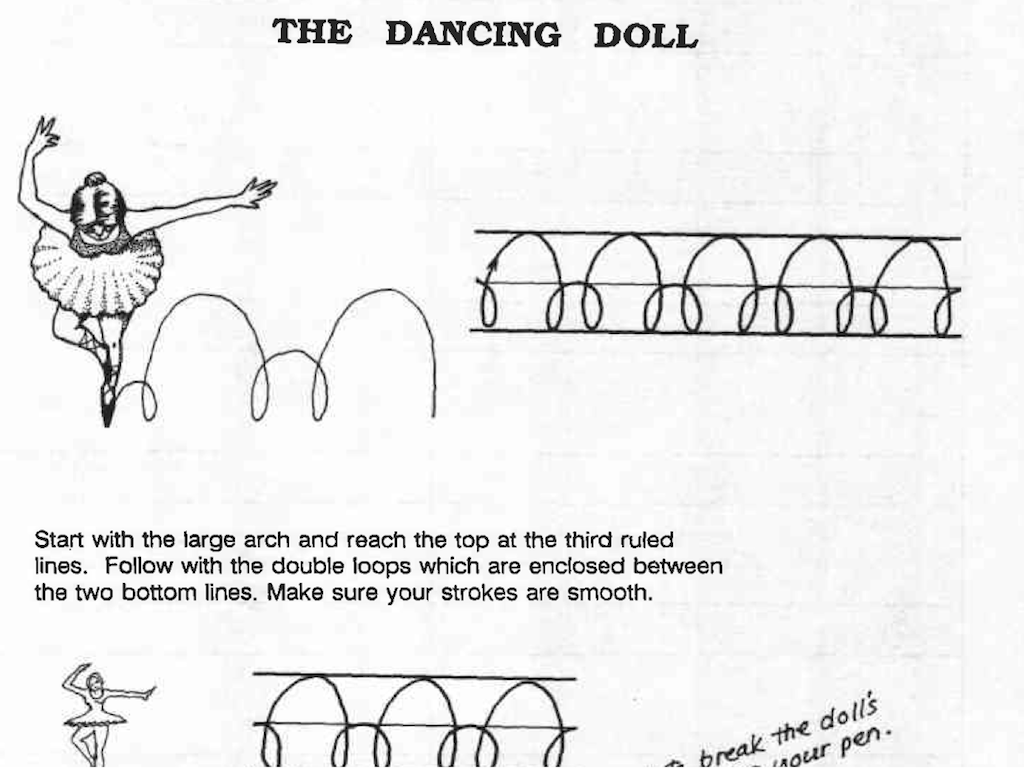 THE DANCING DOLL
Start with the large arch and reach the top at the third ruled
lines. Follow with the double loops which are enclosed between
the two bottom lines. Make sure your strokes are smooth.
break the doll's
your pen.